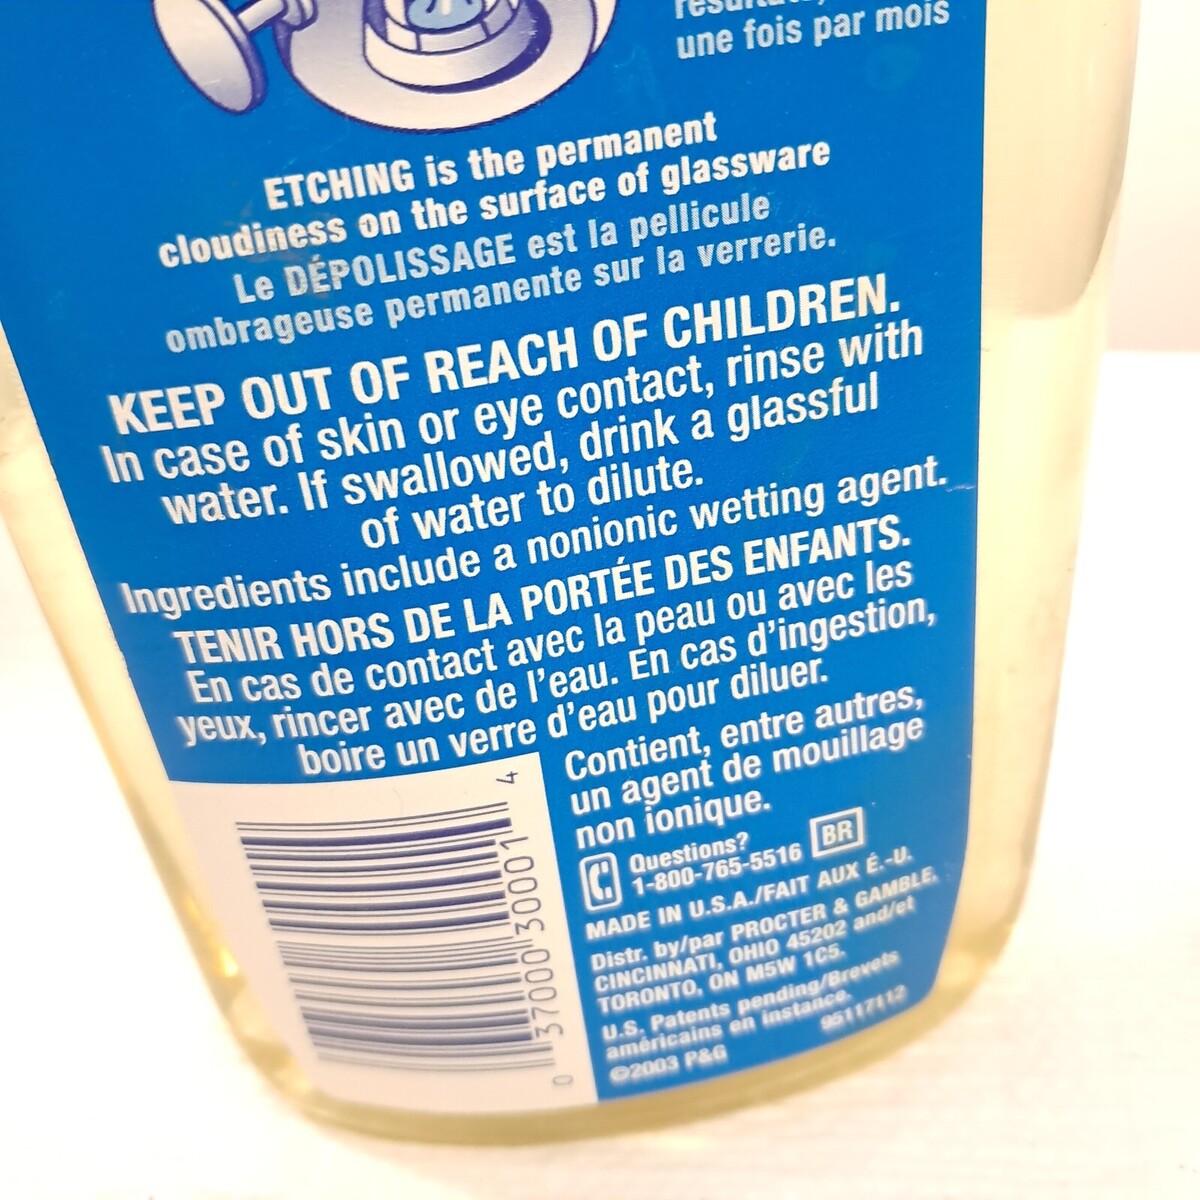 une fois par mois
ETCHING is the permanent
cloudiness on the surface of glassware
Le DÉPOLISSAGE est la pellicule
ombrageuse permanente sur la verrerie.
KEEP OUT OF REACH OF CHILDREN.
In case of skin or eye contact, rinse with
water. If swallowed, drink a glassful
of water to dilute.
Ingredients include a nonionic wetting agent.
TENIR HORS DE LA PORTÉE DES ENFANTS.
En cas de contact avec la peau ou avec les
yeux, rincer avec de l'eau. En cas d'ingestion,
boire un verre d'eau pour diluer.
Contient, entre autres,
un agent de mouillage
non ionique.
Questions?
1-800-765-5516
BR
MADE IN U.S.A./FAIT AUX É.-U.
Distr. by/par PROCTER & GAMBLE,
CINCINNATI, OHIO 45202 and/et
TORONTO, ON M5W 1C5.
U.S. Patents pending/Brevets
américains en instance.
95117112
©2003 P&G
0 37000 30001 4